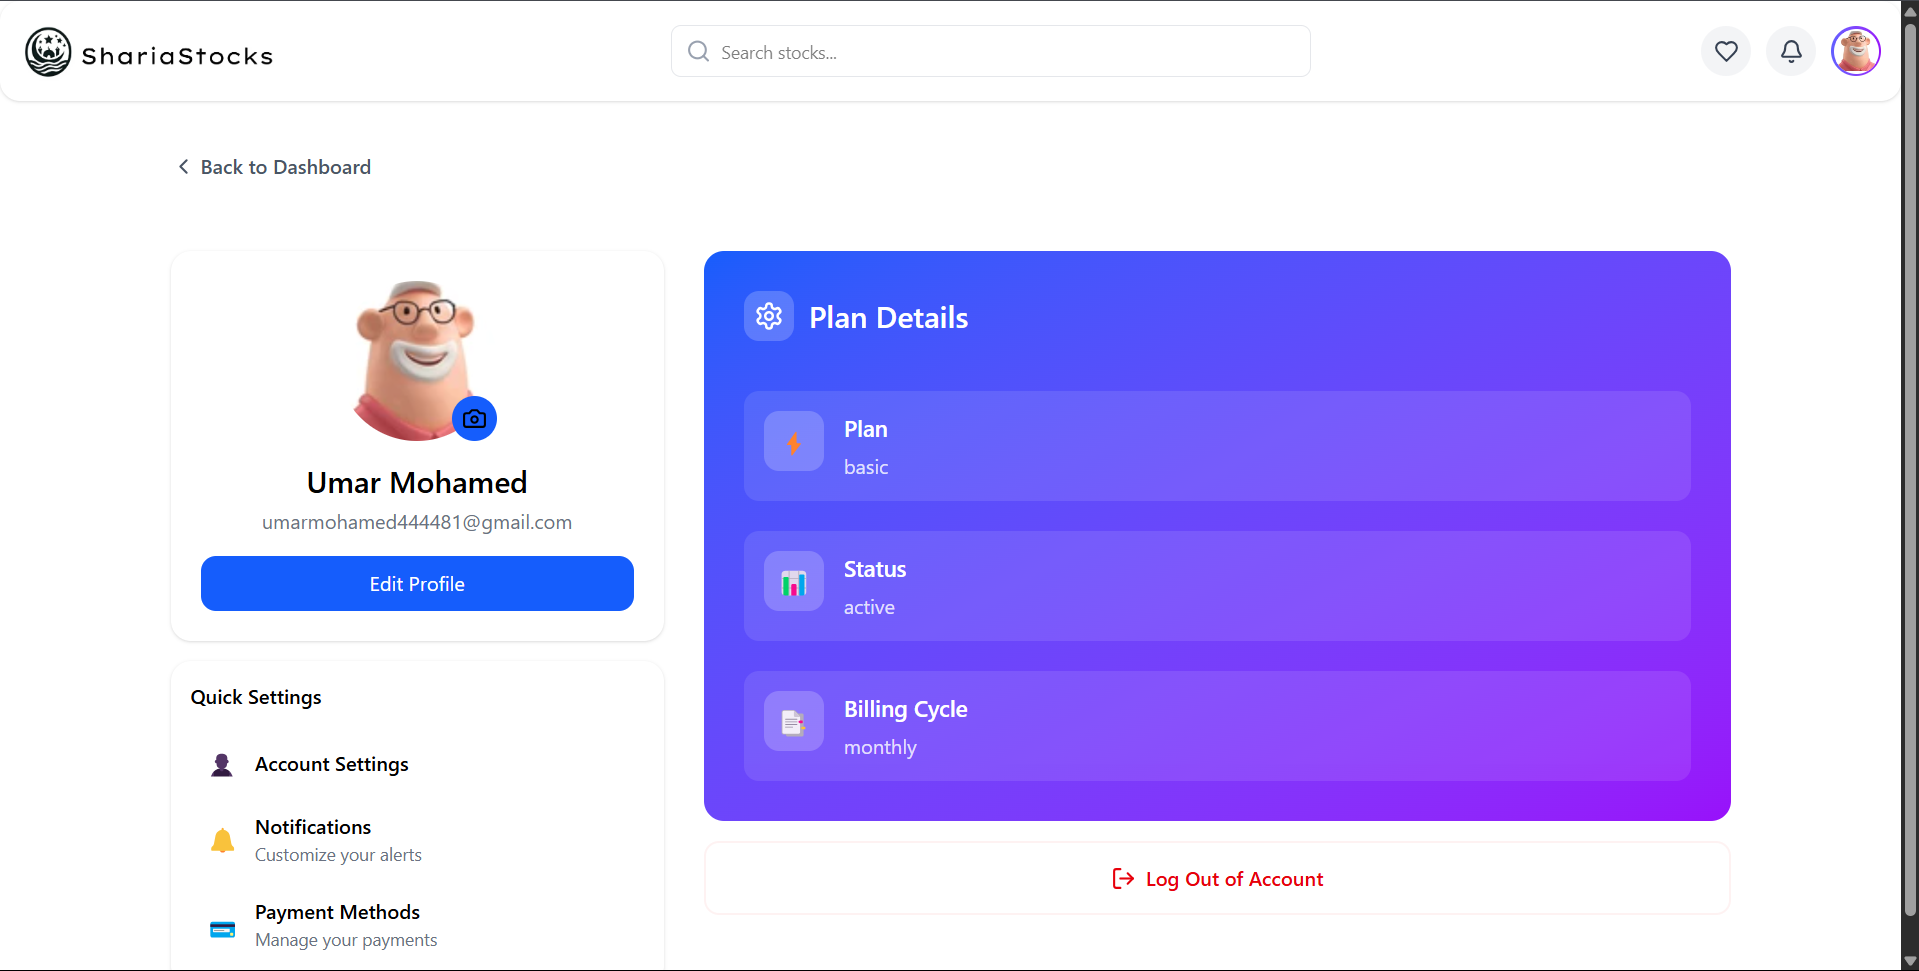 ShariaStocks
Search stocks...
Back to Dashboard
Umar Mohamed
umarmohamed444481@gmail.com
Edit Profile
Quick Settings
Account Settings
Notifications
Customize your alerts
Payment Methods
Manage your payments
Plan Details
Plan
basic
Status
active
Billing Cycle
monthly
Log Out of Account